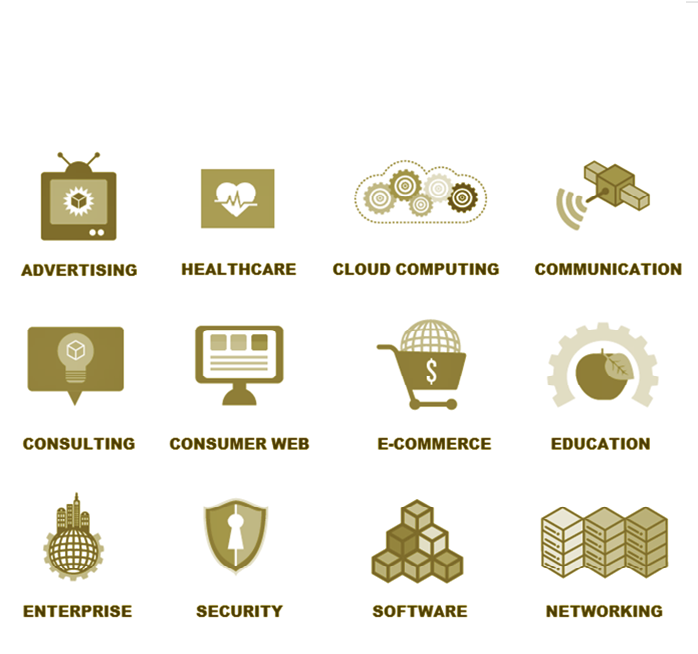 ADVERTISING HEALTHCARE CLOUD COMPUTING COMMUNICATION
$
CONSULTING CONSUMER WEB E-COMMERCE EDUCATION
ENTERPRISE SECURITY SOFTWARE NETWORKING